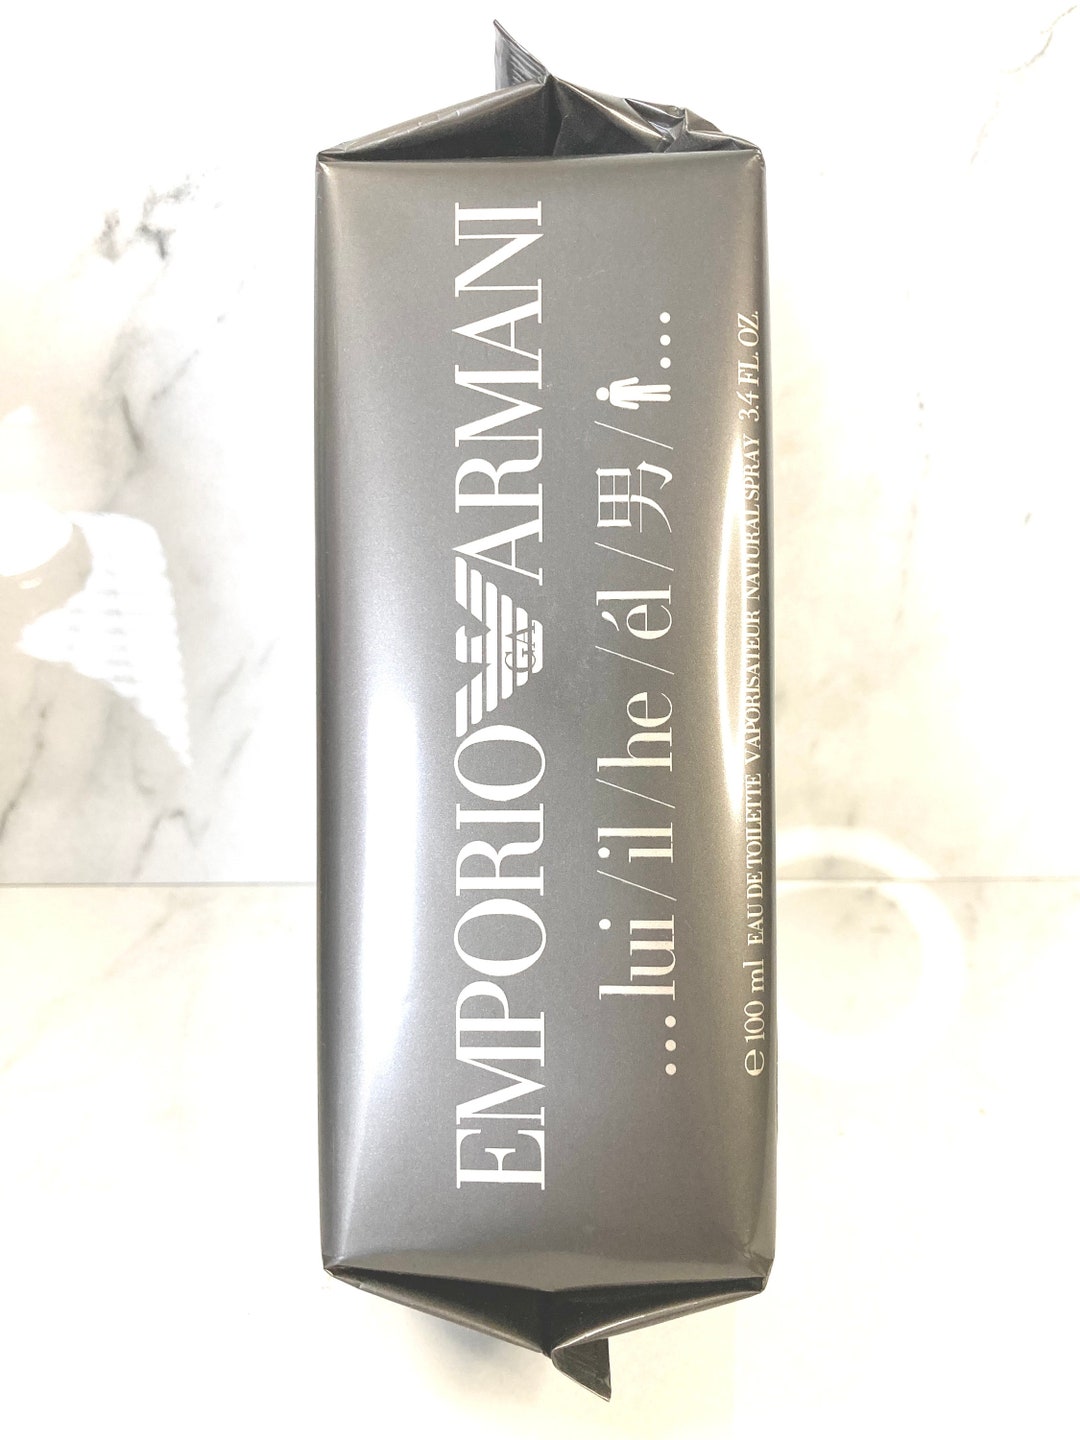 EMPORIO GA ARMANI
...lui/il/he/él/男/...
e 100 ml EAU DE TOILETTE VAPORISATEUR NATURAL SPRAY 3.4 FL. OZ.